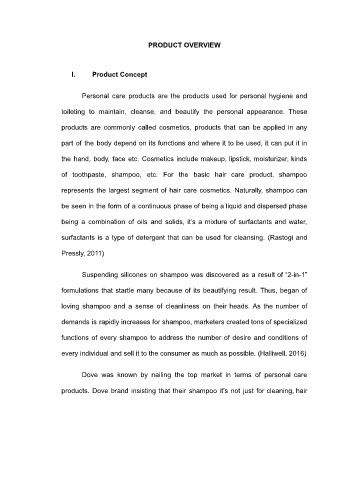 PRODUCT OVERVIEW
I. Product Concept
Personal care products are the products used for personal hygiene and
toileting to maintain, cleanse, and beautify the personal appearance. These
products are commonly called cosmetics, products that can be applied in any
part of the body depend on its functions and where it to be used, it can put it in
the hand, body, face etc. Cosmetics include makeup, lipstick, moisturizer, kinds
of toothpaste, shampoo, etc. For the basic hair care product, shampoo
represents the largest segment of hair care cosmetics. Naturally, shampoo can
be seen in the form of a continuous phase of being a liquid and dispersed phase
being a combination of oils and solids, it's a mixture of surfactants and water,
surfactants is a type of detergent that can be used for cleansing. (Rastogi and
Pressly, 2011)
Suspending silicones on shampoo was discovered as a result of “2-in-1”
formulations that startle many because of its beautifying result. Thus, began of
loving shampoo and a sense of cleanliness on their heads. As the number of
demands is rapidly increases for shampoo, marketers created tons of specialized
functions of every shampoo to address the number of desire and conditions of
every individual and sell it to the consumer as much as possible. (Halliwell, 2016)
Dove was known by nailing the top market in terms of personal care
products. Dove brand insisting that their shampoo it's not just for cleaning, hair